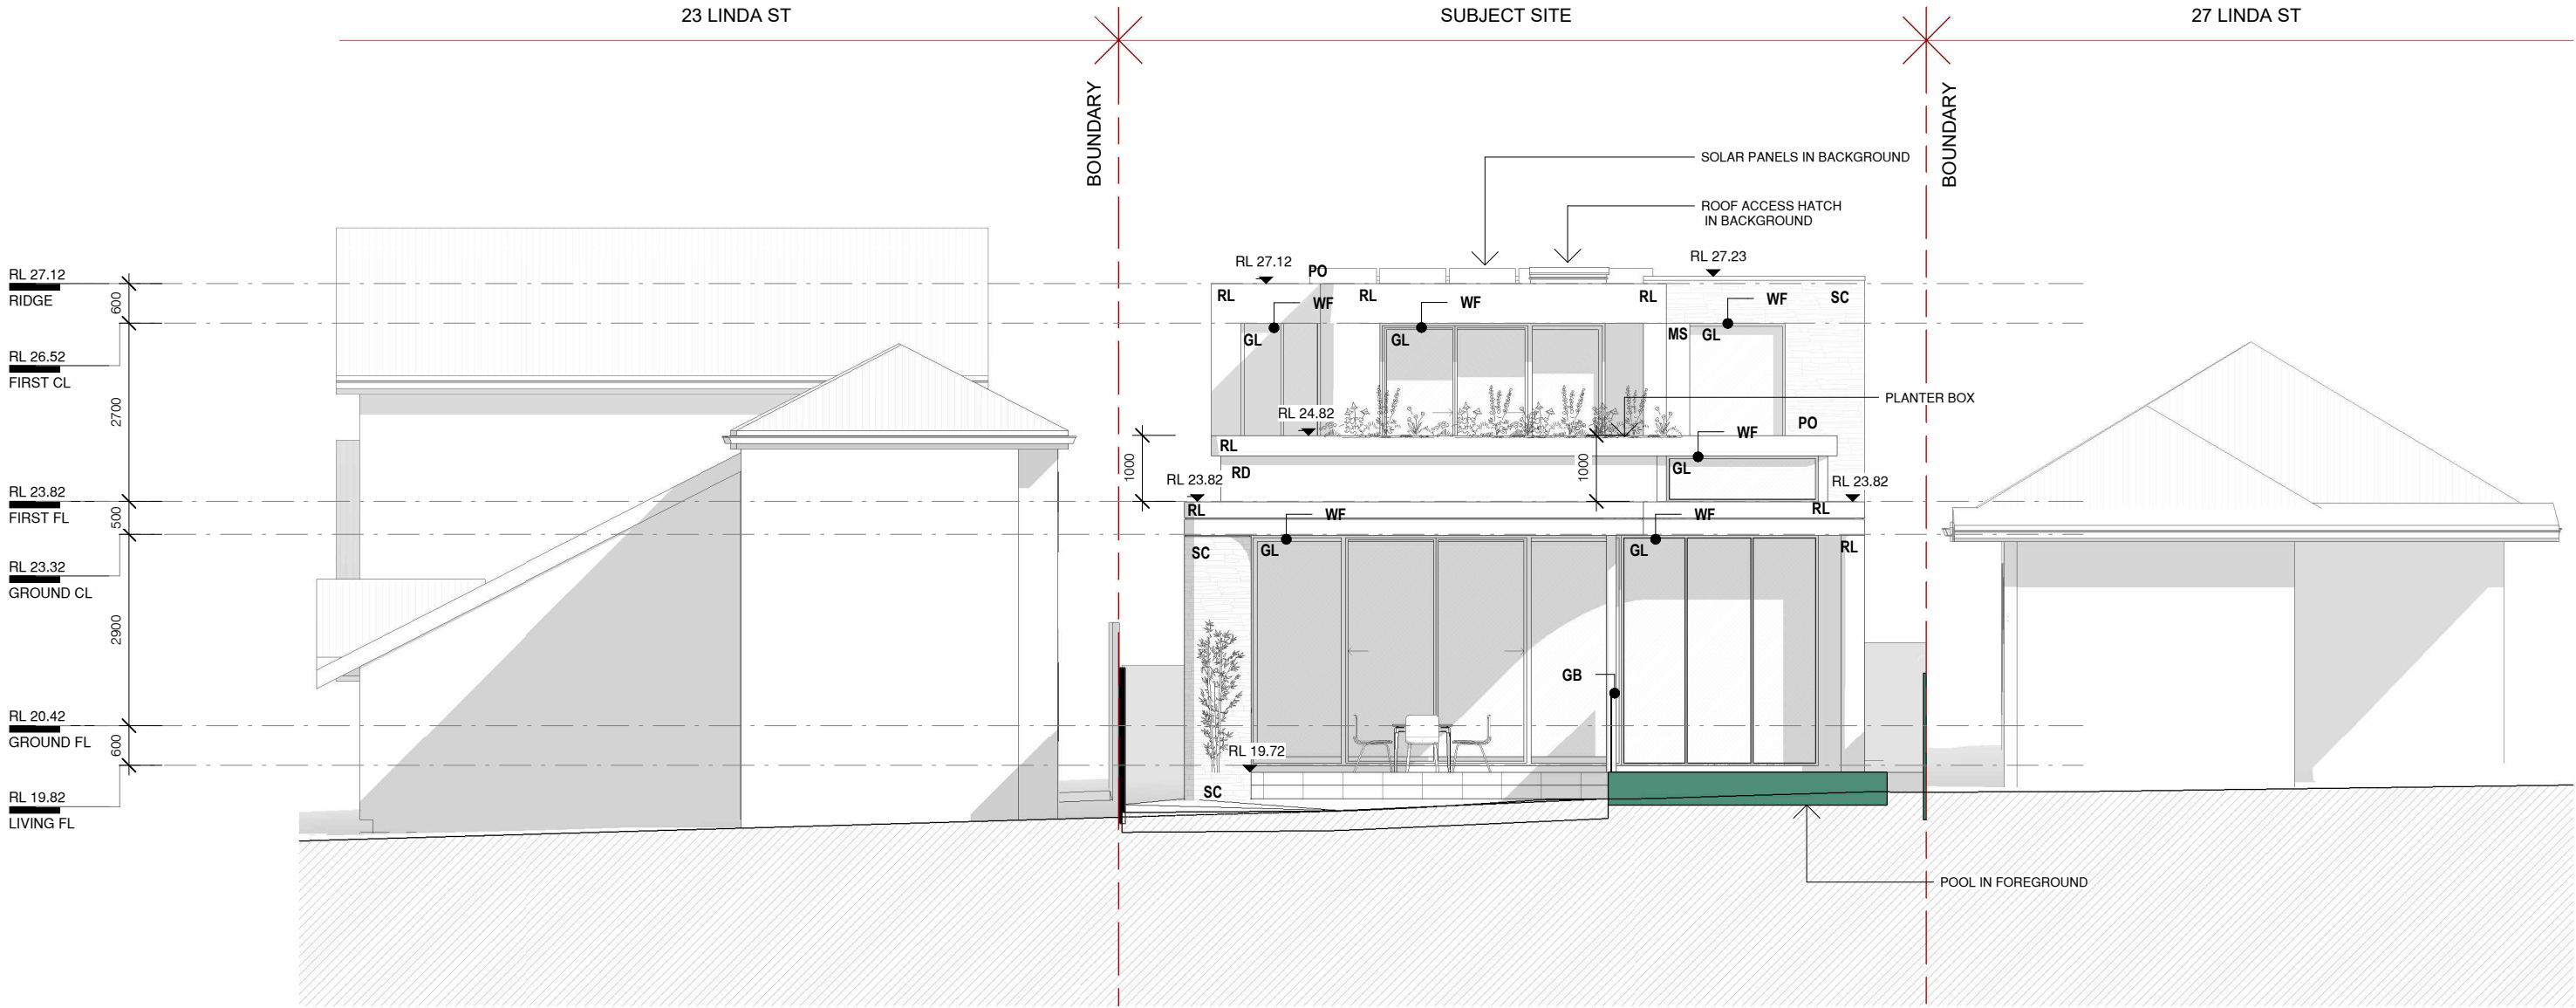 23 LINDA ST
SUBJECT SITE
27 LINDA ST
BOUNDARY
BOUNDARY
SOLAR PANELS IN BACKGROUND
ROOF ACCESS HATCH
IN BACKGROUND
RL 27.12
RIDGE
600
RL 26.52
FIRST CL
2700
RL 23.82
FIRST FL
500
RL 23.32
GROUND CL
2900
RL 20.42
GROUND FL
600
RL 19.82
LIVING FL
RL 27.12
PO
RL 27.23
RL
WF
RL
WF
RL
WF
SC
GL
GL
MS
GL
PLANTER BOX
RL 24.82
PO
RL
WF
1000
RD
1000
GL
RL 23.82
RL 23.82
RL
WF
WF
RL
SC
GL
GL
RL
GB
RL 19.72
SC
POOL IN FOREGROUND